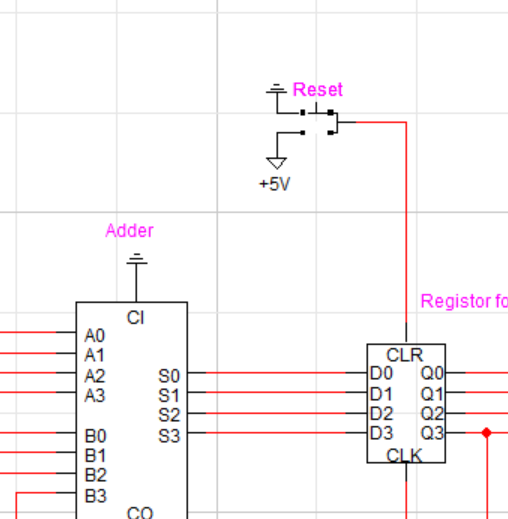 Reset
+5V
Adder
Registor fo
CI
CLR
A0
A1
A2
A3
S0
S1
S2
S3
D0
D1
D2
D3
Q0
Q1
Q2
Q3
B0
B1
B2
B3
CLK
CO